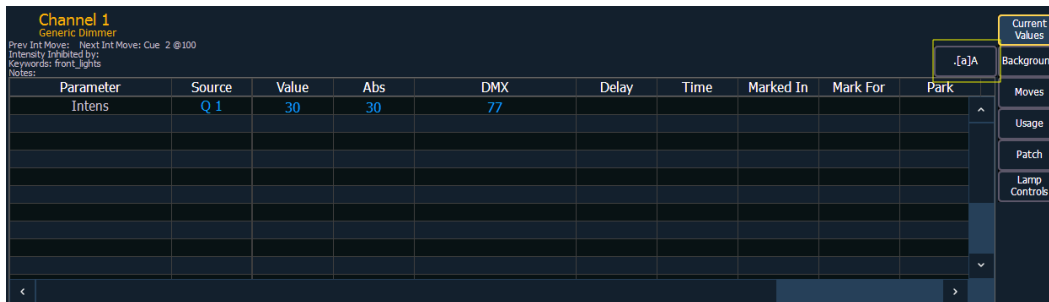 Channel 1
Generic Dimmer
Prev Int Move: Next Int Move: Cue 2 @100
Intensity Inhibited by:
Keywords: front_lights
Notes:
.[a]A
Current
Values
Backgroun
Moves
Usage
Patch
Lamp
Controls
Parameter Source Value Abs DMX Delay Time Marked In Mark For Park
Intens Q 1 30 30 77